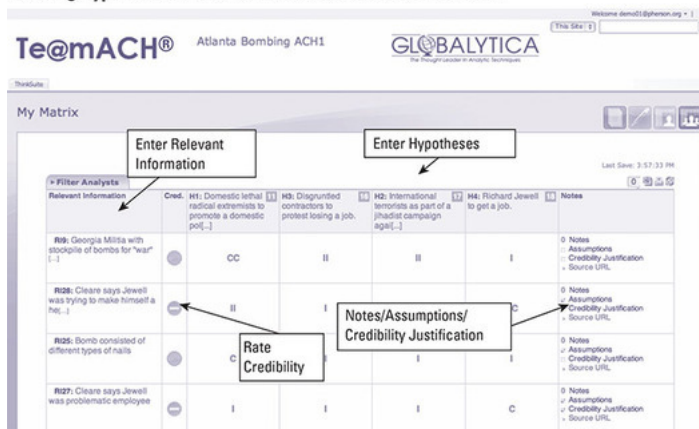 Welcome demo01@pherson.org
This Site
Te@mACH®
Atlanta Bombing ACH1
GLOBALYTICA
The Thought Leader in Analytic Techniques
ThinkSuite
My Matrix
Enter Relevant
Information
Enter Hypotheses
Last Save: 3:57:33 PM
Filter Analysts
0
Relevant Information
Cred.
H1: Domestic lethal
radical extremists to
promote a domestic
pol[...]
H3: Disgruntled
contractors to
protest losing a job.
H2: International
terrorists as part of a
jihadist campaign
agai[...]
H4: Richard Jewell
to get a job.
Notes
RI9: Georgia Militia with
stockpile of bombs for "war"
[...]
CC
II
II
I
0 Notes
Assumptions
Credibility Justification
Source URL
RI28: Cleare says Jewell
was trying to make himself a
he[...]
II
I
C
0 Notes
Assumptions
Credibility Justification
Source URL
Notes/Assumptions/
Credibility Justification
Rate
Credibility
RI25: Bomb consisted of
different types of nails
C
I
I
I
0 Notes
Assumptions
Credibility Justification
Source URL
RI27: Cleare says Jewell
was problematic employee
I
I
I
C
0 Notes
Assumptions
Credibility Justification
Source URL